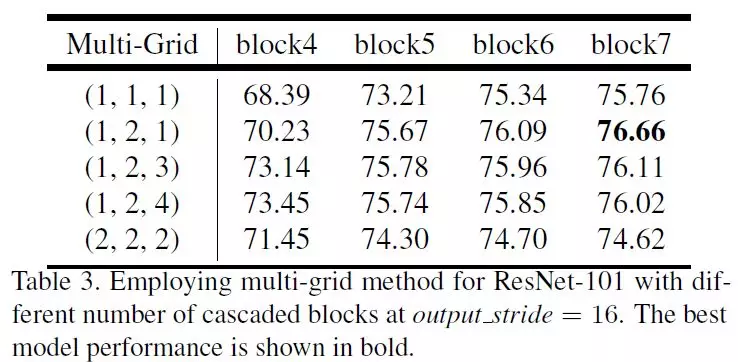 Multi-Grid block4 block5 block6 block7
(1, 1, 1) 68.39 73.21 75.34 75.76
(1, 2, 1) 70.23 75.67 76.09 76.66
(1, 2, 3) 73.14 75.78 75.96 76.11
(1, 2, 4) 73.45 75.74 75.85 76.02
(2, 2, 2) 71.45 74.30 74.70 74.62
Table 3. Employing multi-grid method for ResNet-101 with dif-
ferent number of cascaded blocks at output_stride = 16. The best
model performance is shown in bold.